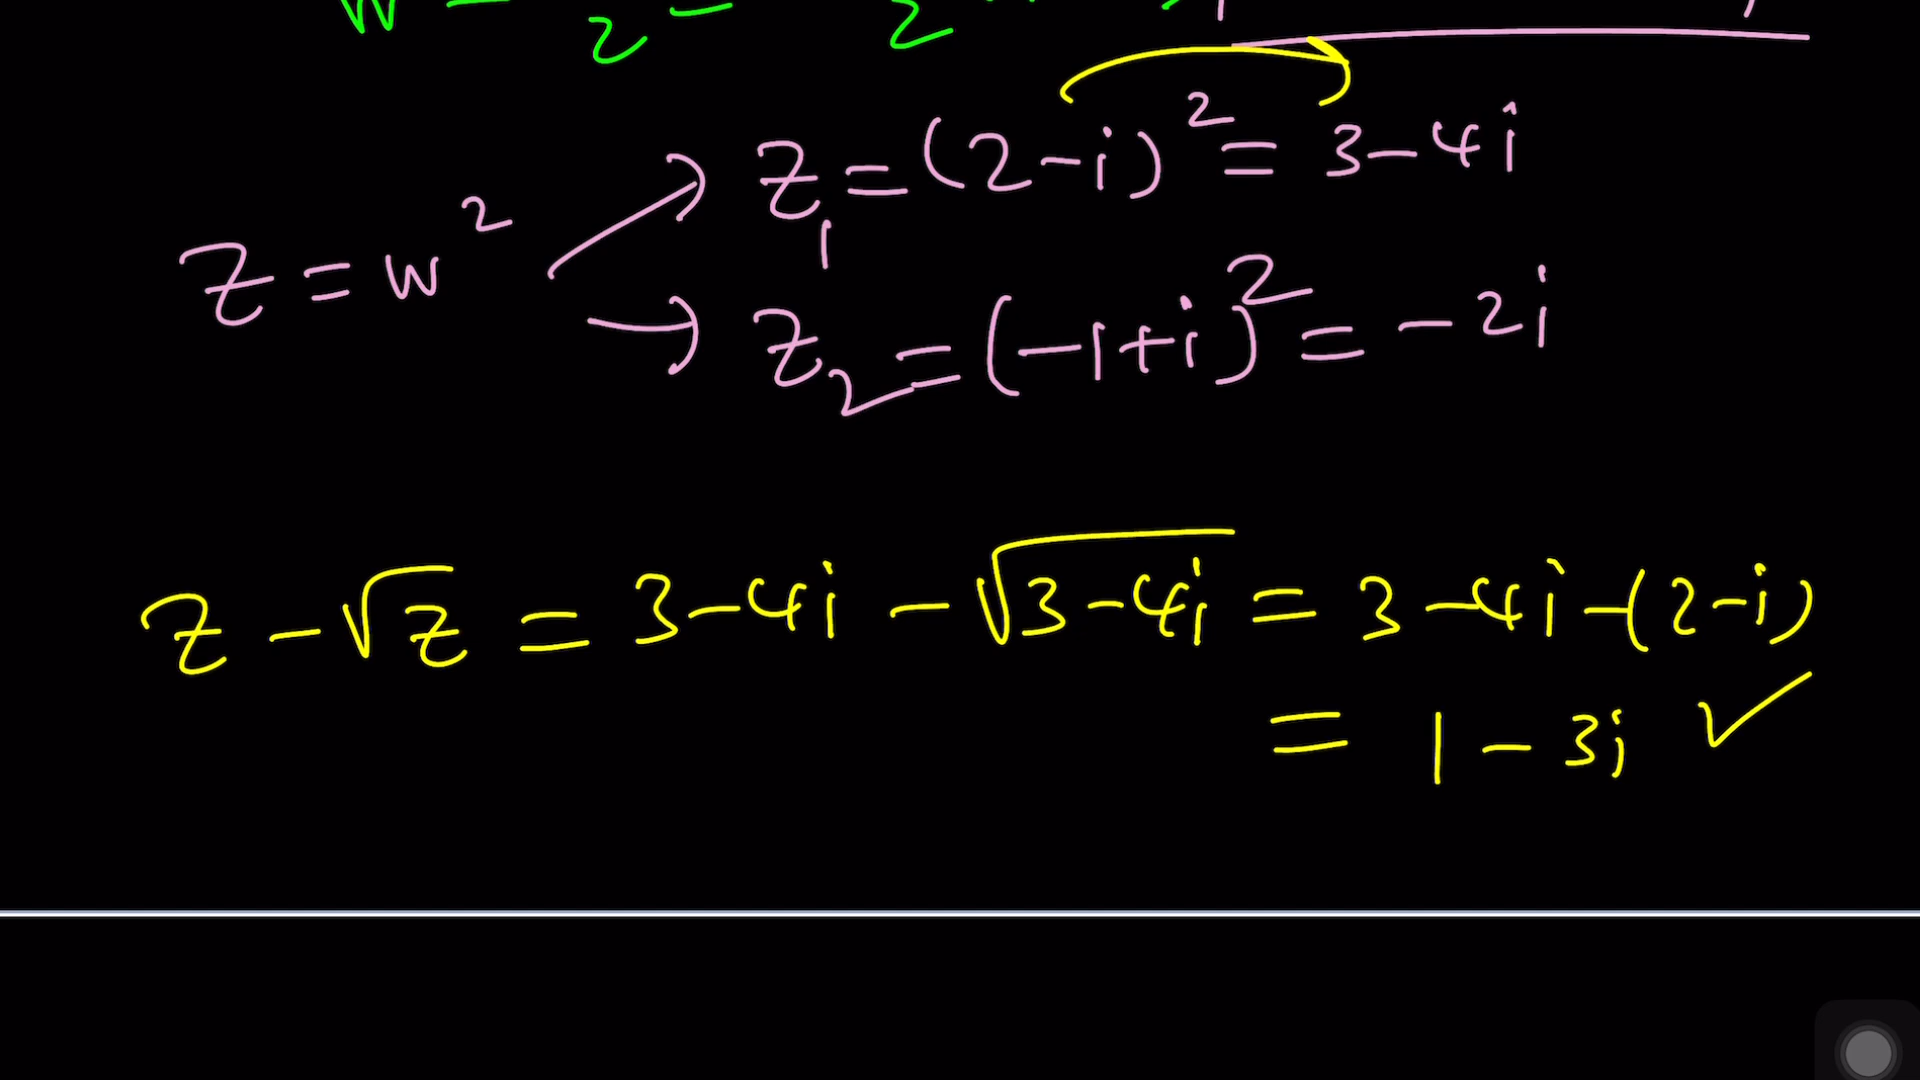 z₁ = (2-i)² = 3-4i
z = w²
z₂ = (-1+i)² = -2i
z - √z = 3-4i - √(3-4i) = 3-4i-(2-i)
= 1-3i ✓